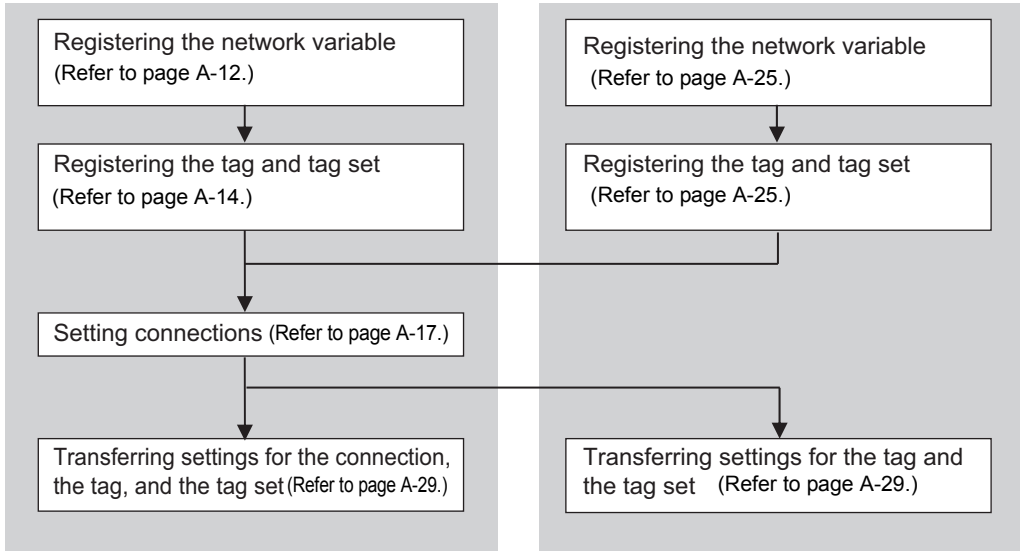 Registering the network variable
(Refer to page A-12.)
Registering the tag and tag set
(Refer to page A-14.)
Setting connections (Refer to page A-17.)
Transferring settings for the connection,
the tag, and the tag set (Refer to page A-29.)
Registering the network variable
(Refer to page A-25.)
Registering the tag and tag set
(Refer to page A-25.)
Transferring settings for the tag and
the tag set (Refer to page A-29.)